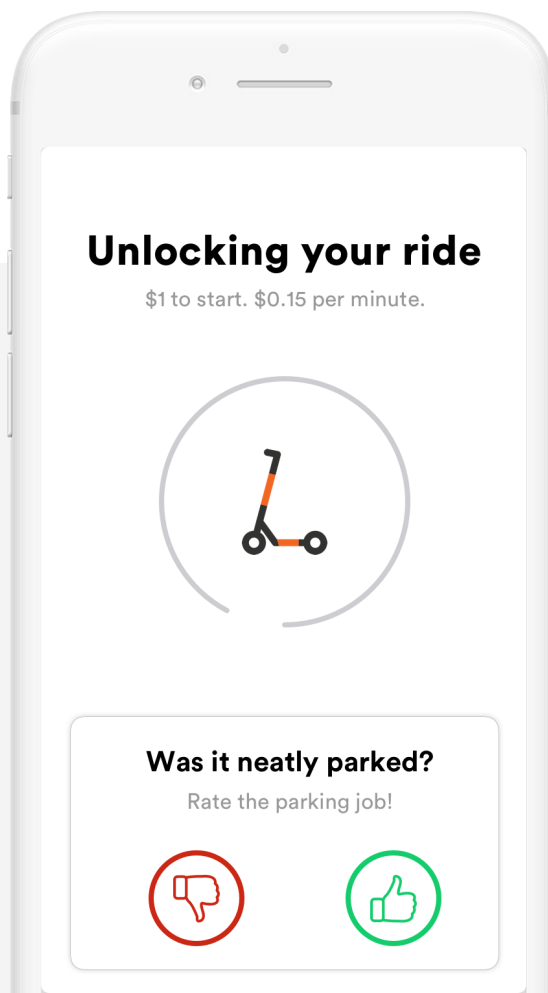 Unlocking your ride
$1 to start. $0.15 per minute.
Was it neatly parked?
Rate the parking job!